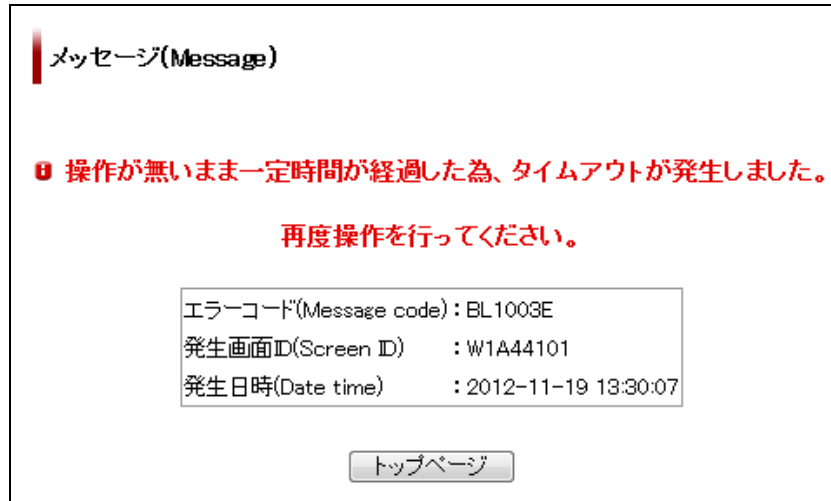 メッセージ(Message)
操作が無いまま一定時間が経過した為、タイムアウトが発生しました。
再度操作を行ってください。
エラーコード(Message code):BL1003E
発生画面ID(Screen ID) :W1A44101
発生日時(Date time) :2012-11-19 13:30:07
トップページ